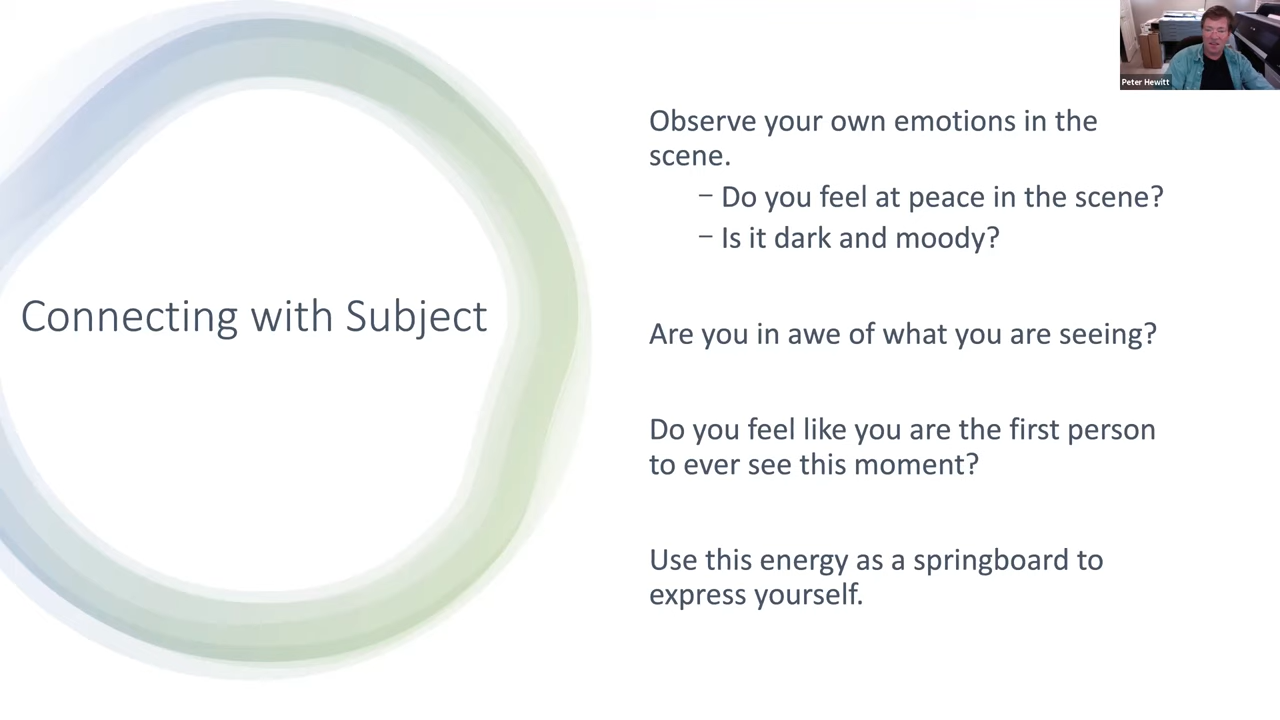 Peter Hewitt
Connecting with Subject
Observe your own emotions in the
scene.
– Do you feel at peace in the scene?
– Is it dark and moody?
Are you in awe of what you are seeing?
Do you feel like you are the first person
to ever see this moment?
Use this energy as a springboard to
express yourself.